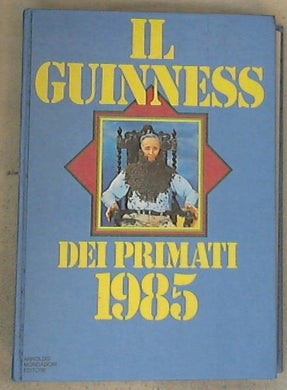 IL
GUINNESS
DEI PRIMATI
1985
ARNOLDO
MONDADORI
EDITORE